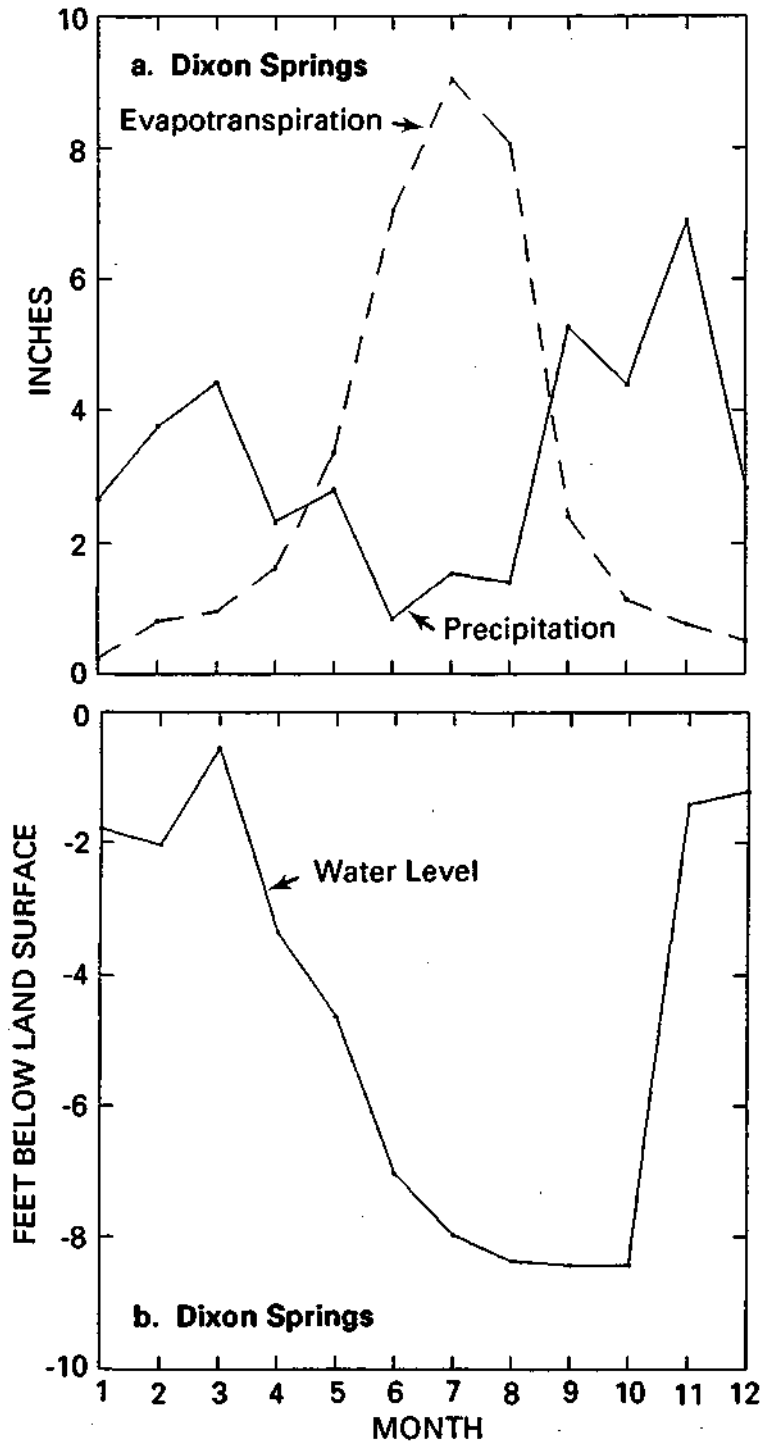 10
a. Dixon Springs
Evapotranspiration
8
6
INCHES
4
2
Precipitation
0
0
-2
Water Level
FEET BELOW LAND SURFACE
-4
-6
-8
b. Dixon Springs
-10
1 2 3 4 5 6 7 8 9 10 11 12
MONTH